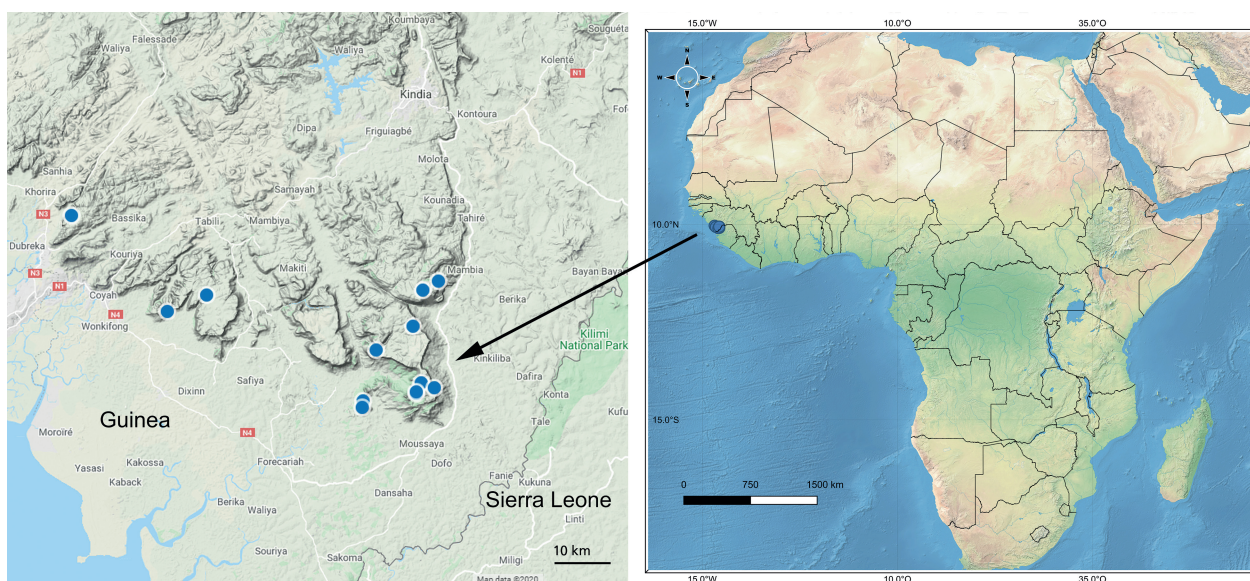 Koumbaya
Falessade
Waliya
Souguéta
Waliya
Kolenté
N1
Kindia
Kontoura
Dipa
Friguiagbé
Molota
Sanhia
Samayah
Khorira
Kounadia
N3
Bassika
Tabili
Mambiya
Tahiré
Dubreka
Kouriya
N3
Makiti
Mambia
Bayan Baya
N1
Coyah
Berika
N4
Wonkifong
Kilimi
National Park
Kinkiliba
Dixinn
Safiya
Dafira
Konta
Guinea
Tale
Kufu
Moroiré
N4
Moussaya
Kakossa
Forecariah
Dofo
Yasasi
Kaback
Fanie
Kukuna
Dansaha
Berika
Waliya
Sierra Leone
Linti
Souriya
Sakoma
Miligi
10 km
Map data ©2020
15.0°W
10.0°O
35.0°O
N
W
E
S
10.0°N
15.0°S
0
750
1500 km
15.0°W
10.0°O
35.0°O